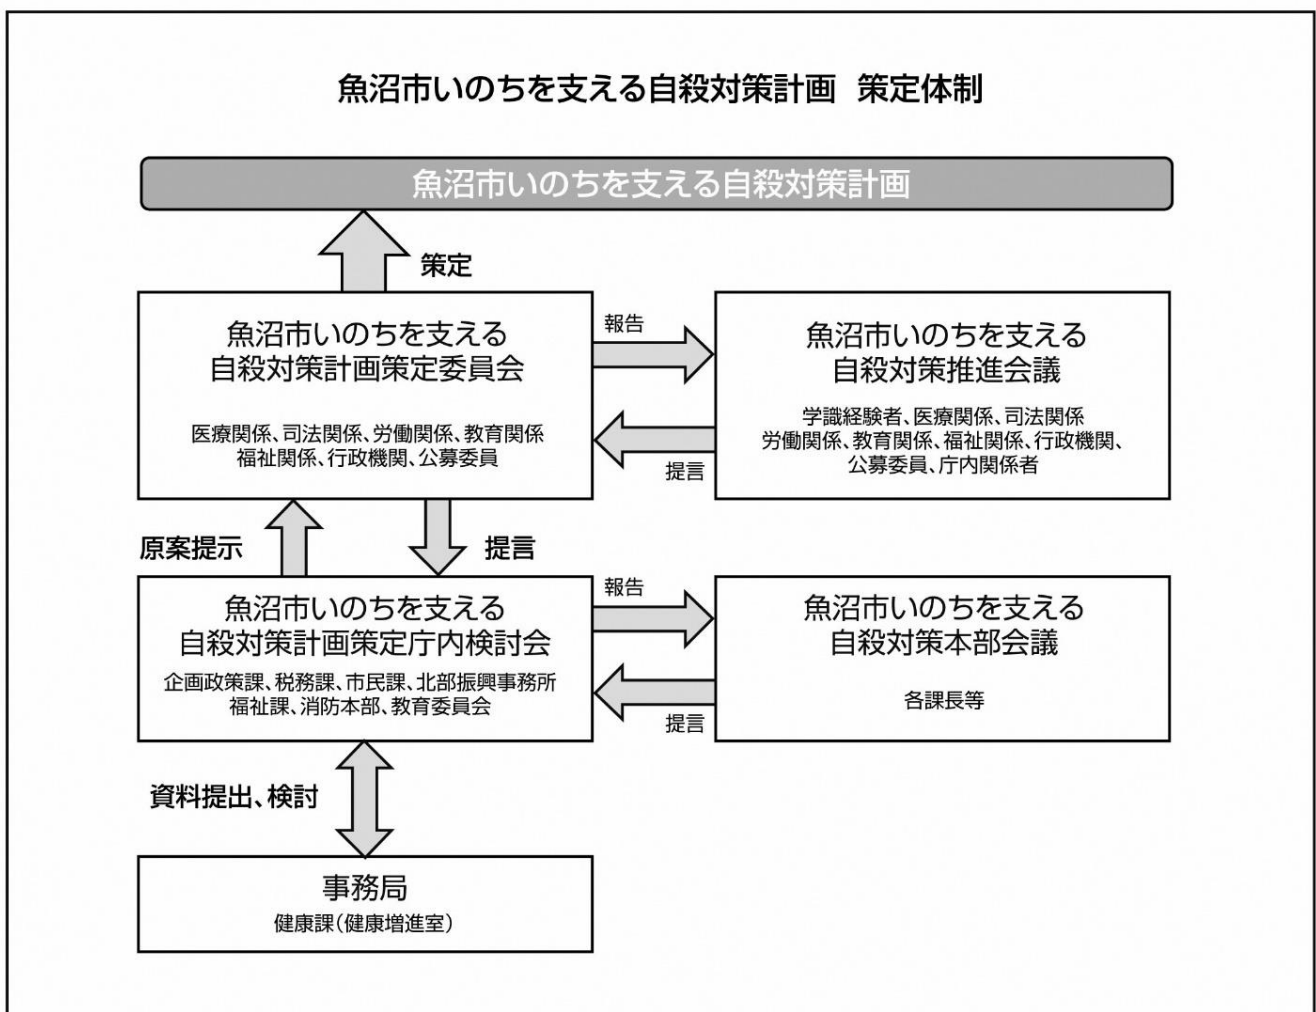 魚沼市いのちを支える自殺対策計画 策定体制
魚沼市いのちを支える自殺対策計画
策定
魚沼市いのちを支える
自殺対策計画策定委員会
医療関係、司法関係、労働関係、教育関係
福祉関係、行政機関、公募委員
報告
提言
魚沼市いのちを支える
自殺対策推進会議
学識経験者、医療関係、司法関係
労働関係、教育関係、福祉関係、行政機関、
公募委員、庁内関係者
原案提示
提言
魚沼市いのちを支える
自殺対策計画策定庁内検討会
企画政策課、税務課、市民課、北部振興事務所
福祉課、消防本部、教育委員会
報告
提言
魚沼市いのちを支える
自殺対策本部会議
各課長等
資料提出、検討
事務局
健康課(健康増進室)